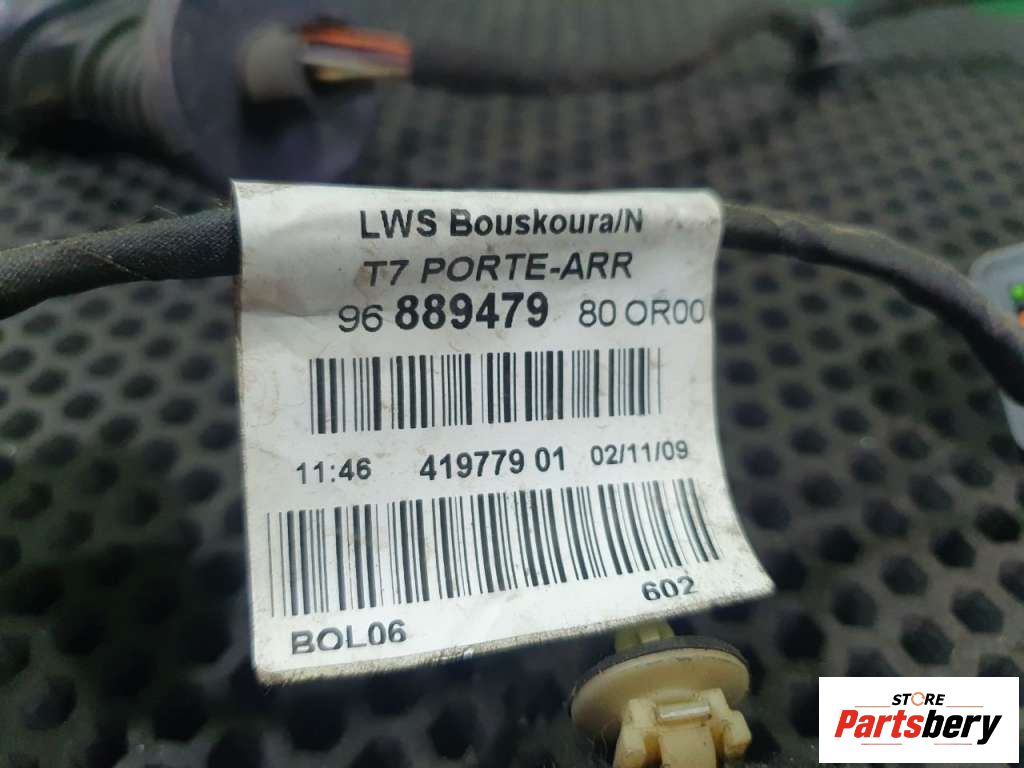 LWS Bouskoura/N
T7 PORTE-ARR
96 889479 80 OR00
11:46 419779 01 02/11/09
602
BOL06
STORE
Partsbery